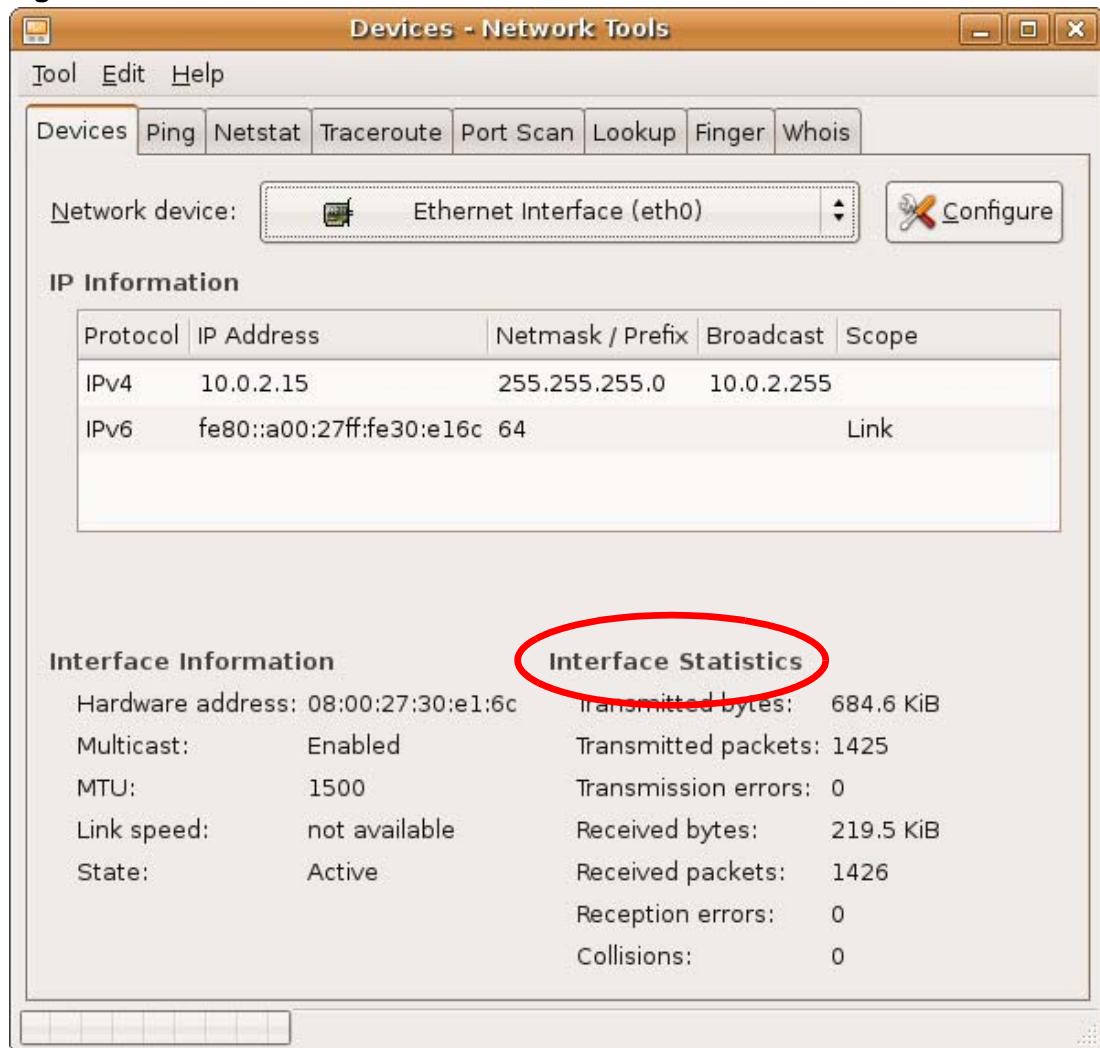 Devices - Network Tools
Tool Edit Help
Devices Ping Netstat Traceroute Port Scan Lookup Finger Whois
Network device: Ethernet Interface (eth0) Configure
IP Information
Protocol IP Address Netmask / Prefix Broadcast Scope
IPv4 10.0.2.15 255.255.255.0 10.0.2.255
IPv6 fe80::a00:27ff:fe30:e16c 64 Link
Interface Information
Hardware address: 08:00:27:30:e1:6c
Multicast: Enabled
MTU: 1500
Link speed: not available
State: Active
Interface Statistics
Transmitted bytes: 684.6 KiB
Transmitted packets: 1425
Transmission errors: 0
Received bytes: 219.5 KiB
Received packets: 1426
Reception errors: 0
Collisions: 0